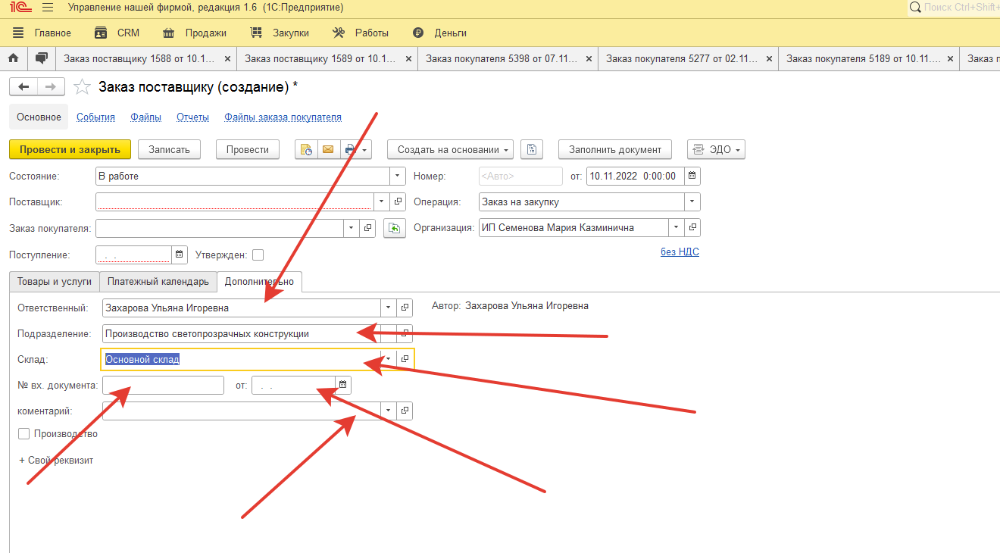 1С Управление нашей фирмой, редакция 1.6 (1С:Предприятие) Поиск Ctrl+Shift+
Главное CRM Продажи Закупки Работы Деньги
Заказ поставщику 1588 от 10.1... × Заказ поставщику 1589 от 10.1... × Заказ покупателя 5398 от 07.11... × Заказ покупателя 5277 от 02.11... × Заказ покупателя 5189 от 10.11.... × Заказ п
Заказ поставщику (создание) *
Основное События Файлы Отчеты Файлы заказа покупателя
Провести и закрыть Записать Провести Создать на основании Заполнить документ ЭДО
Состояние: В работе Номер: <Авто> от: 10.11.2022 0:00:00
Поставщик: Операция: Заказ на закупку
Заказ покупателя: Организация: ИП Семенова Мария Казминична
Поступление: . . Утвержден: без НДС
Товары и услуги Платежный календарь Дополнительно
Ответственный: Захарова Ульяна Игоревна Автор: Захарова Ульяна Игоревна
Подразделение: Производство светопрозрачных конструкции
Склад: Основной склад
№ вх. документа: от: . .
коментарий:
Производство
+ Свой реквизит